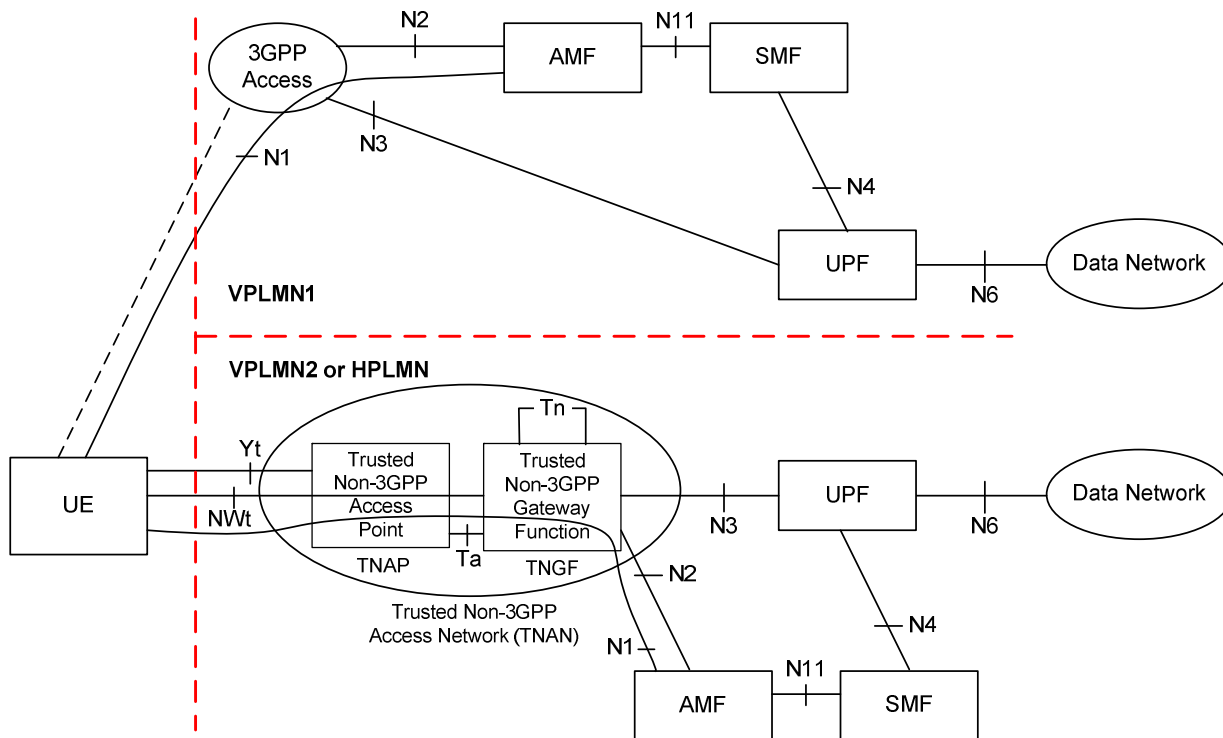 N2
N11
3GPP
Access
AMF
SMF
N3
N1
N4
UPF
Data Network
N6
VPLMN1
VPLMN2 or HPLMN
Tn
Yt
Trusted
Non-3GPP
Access
Point
Trusted
Non-3GPP
Gateway
Function
UE
NWt
UPF
Data Network
N3
N6
Ta
TNAP
TNGF
N2
Trusted Non-3GPP
Access Network (TNAN)
N4
N1
N11
AMF
SMF